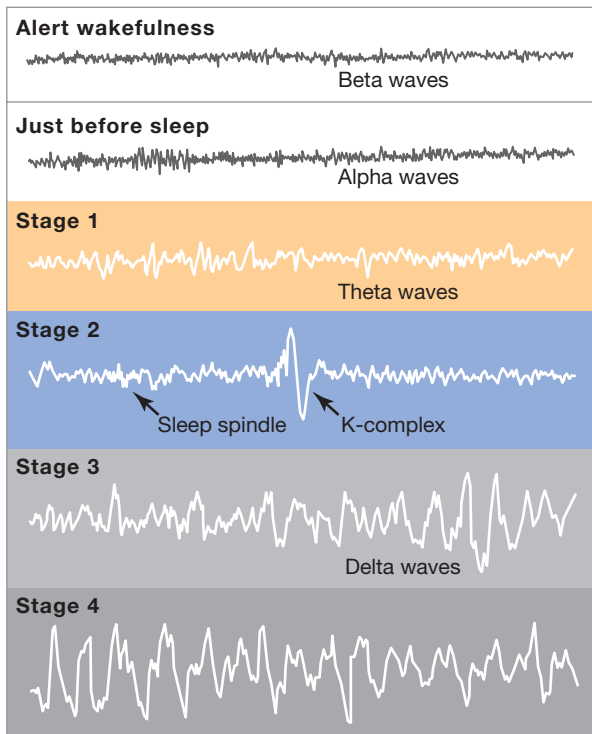 Alert wakefulness
Beta waves
Just before sleep
Alpha waves
Stage 1
Theta waves
Stage 2
Sleep spindle
K-complex
Stage 3
Delta waves
Stage 4